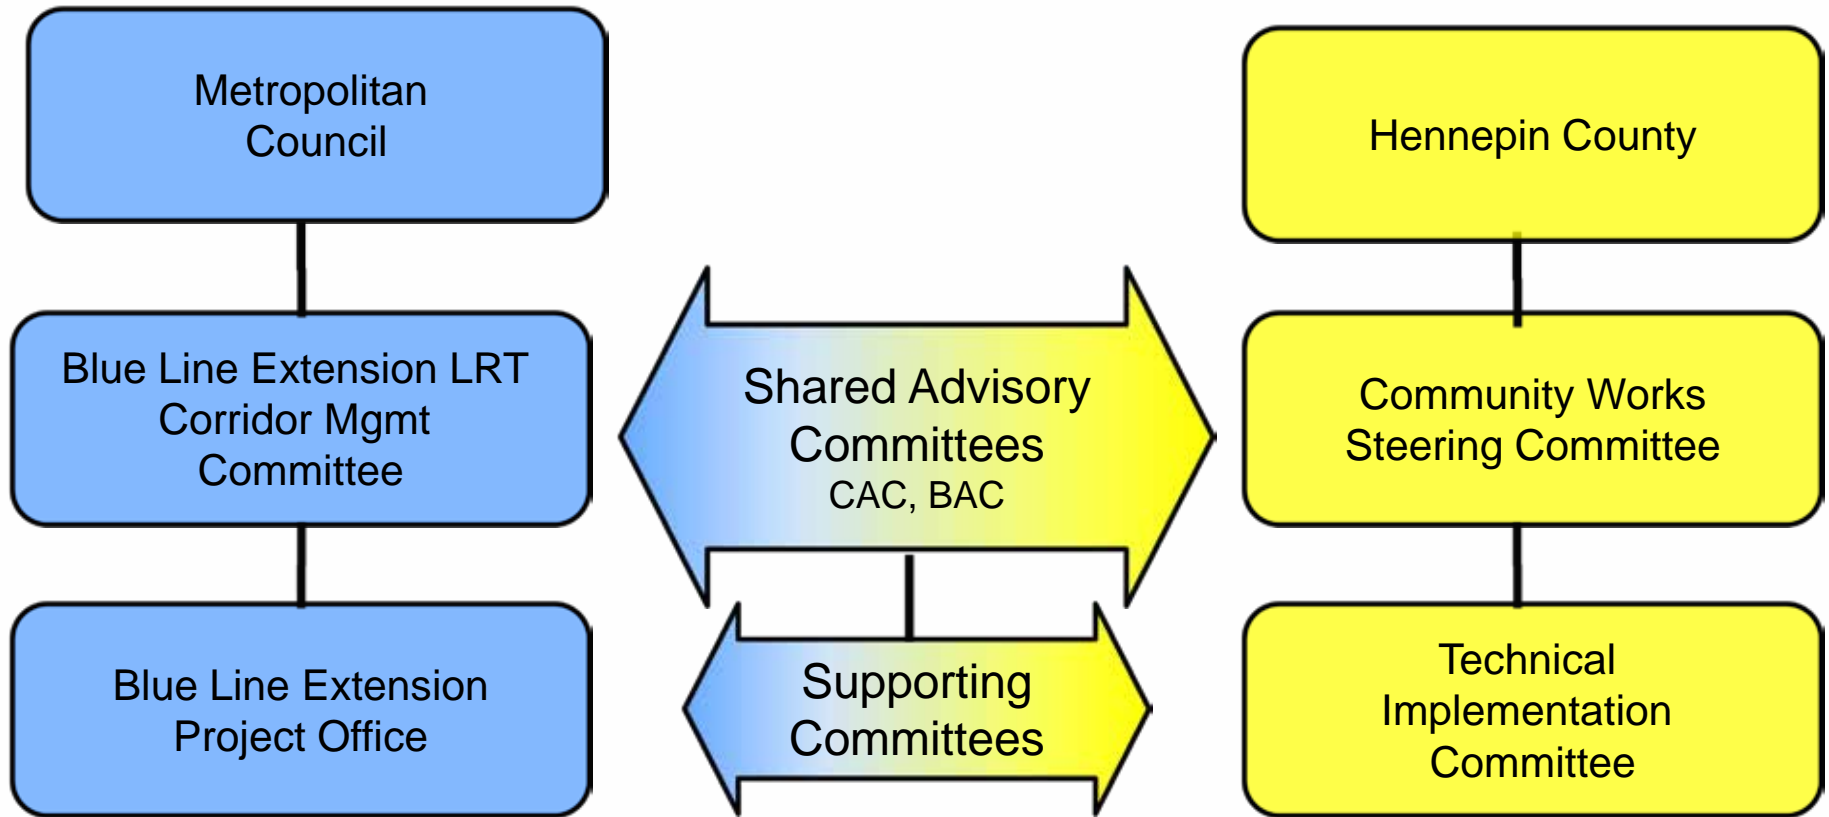 Metropolitan
Council
Hennepin County
Blue Line Extension LRT
Corridor Mgmt
Committee
Shared Advisory
Committees
CAC, BAC
Community Works
Steering Committee
Blue Line Extension
Project Office
Supporting
Committees
Technical
Implementation
Committee